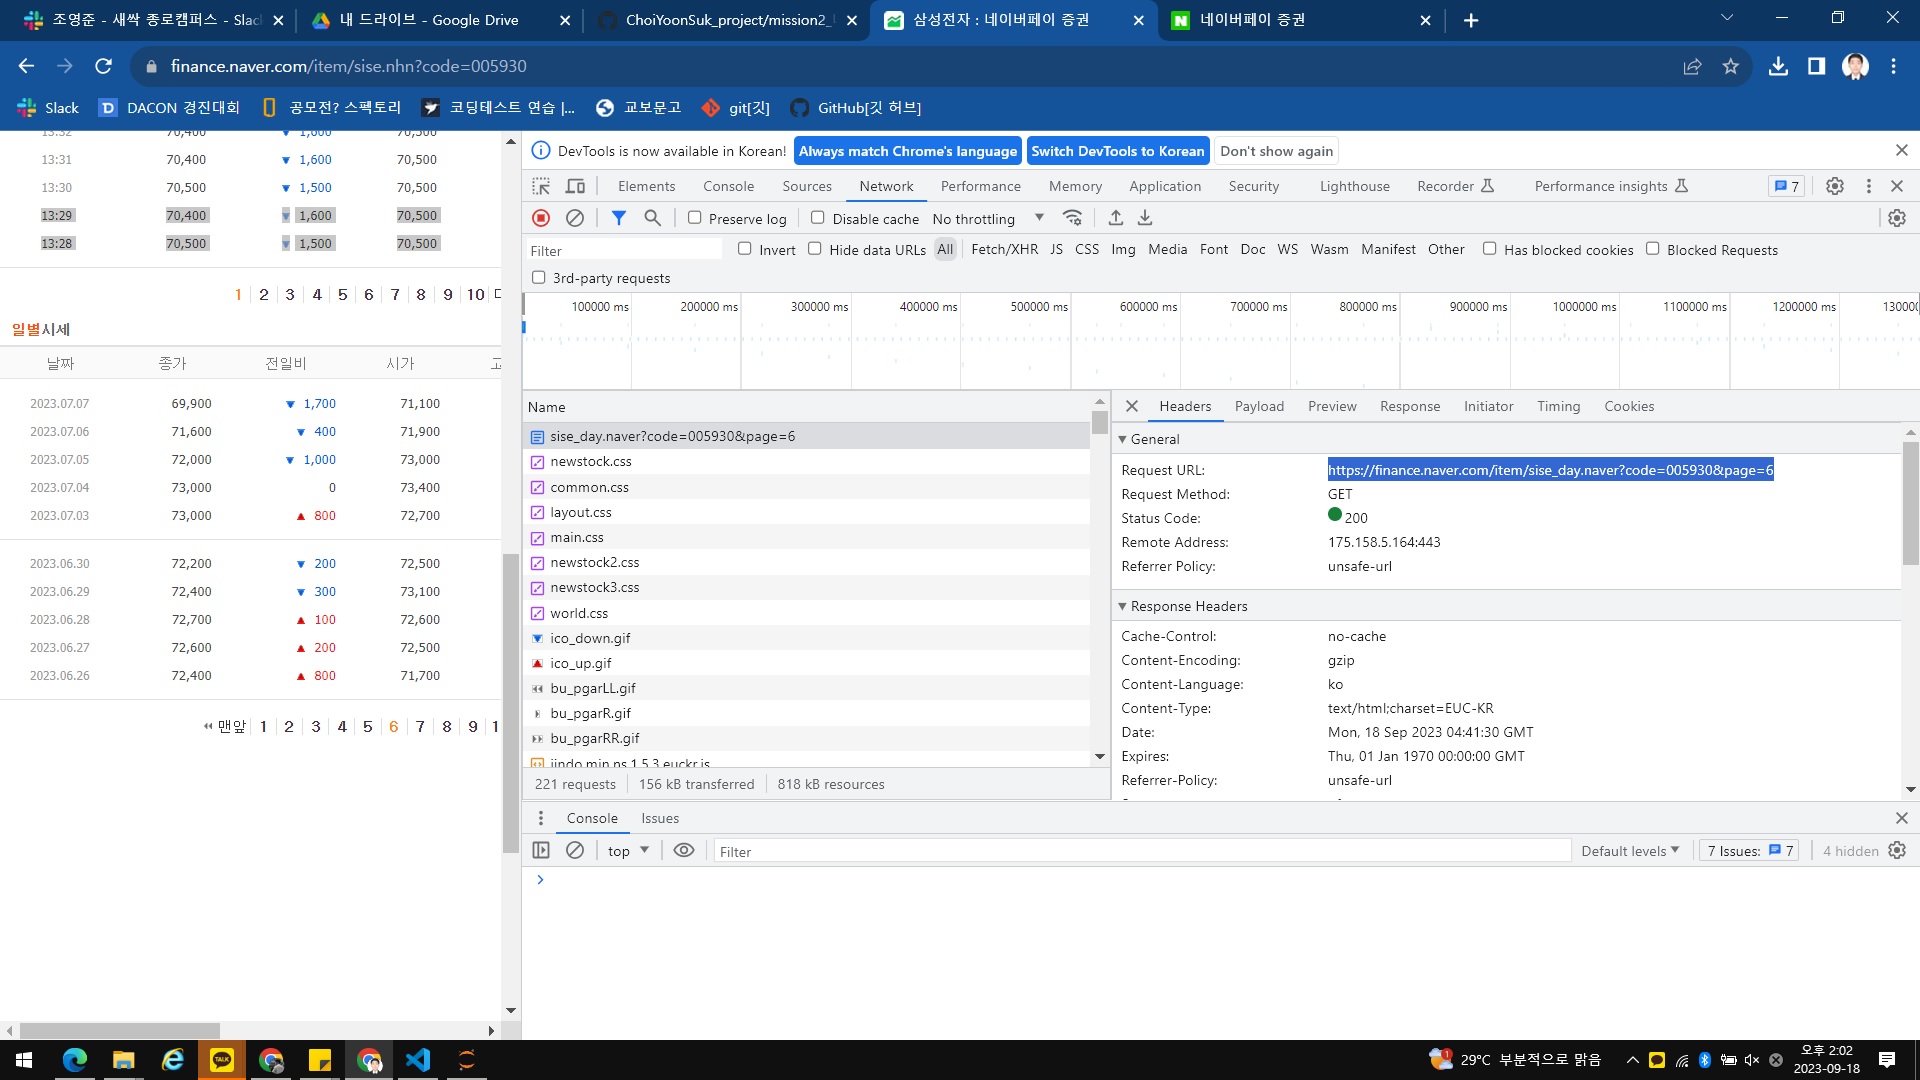 조영준 - 새싹 종로캠퍼스 - Slac
내 드라이브 - Google Drive
ChoiYoonSuk_project/mission2_
삼성전자 : 네이버페이 증권
네이버페이 증권
finance.naver.com/item/sise.nhn?code=005930
Slack
DACON 경진대회
공모전? 스펙토리
코딩테스트 연습 |...
교보문고
git[깃]
GitHub[깃 허브]
13:32 70,400 1,600 70,500
13:31 70,400 1,600 70,500
13:30 70,500 1,500 70,500
13:29 70,400 1,600 70,500
13:28 70,500 1,500 70,500
1 2 3 4 5 6 7 8 9 10
일별시세
날짜 종가 전일비 시가
2023.07.07 69,900 1,700 71,100
2023.07.06 71,600 400 71,900
2023.07.05 72,000 1,000 73,000
2023.07.04 73,000 0 73,400
2023.07.03 73,000 800 72,700
2023.06.30 72,200 200 72,500
2023.06.29 72,400 300 73,100
2023.06.28 72,700 100 72,600
2023.06.27 72,600 200 72,500
2023.06.26 72,400 800 71,700
맨앞 1 2 3 4 5 6 7 8 9 1
DevTools is now available in Korean!
Always match Chrome's language
Switch DevTools to Korean
Don't show again
Elements Console Sources Network Performance Memory Application Security Lighthouse Recorder Performance insights 7
Preserve log Disable cache No throttling
Filter Invert Hide data URLs All Fetch/XHR JS CSS Img Media Font Doc WS Wasm Manifest Other Has blocked cookies Blocked Requests
3rd-party requests
100000 ms 200000 ms 300000 ms 400000 ms 500000 ms 600000 ms 700000 ms 800000 ms 900000 ms 1000000 ms 1100000 ms 1200000 ms 130000
Name
sise_day.naver?code=005930&page=6
newstock.css
common.css
layout.css
main.css
newstock2.css
newstock3.css
world.css
ico_down.gif
ico_up.gif
bu_pgarLL.gif
bu_pgarR.gif
bu_pgarRR.gif
jindo.min.ns.1.5.3.euckr.js
221 requests 156 kB transferred 818 kB resources
Headers Payload Preview Response Initiator Timing Cookies
General
Request URL: https://finance.naver.com/item/sise_day.naver?code=005930&page=6
Request Method: GET
Status Code: 200
Remote Address: 175.158.5.164:443
Referrer Policy: unsafe-url
Response Headers
Cache-Control: no-cache
Content-Encoding: gzip
Content-Language: ko
Content-Type: text/html;charset=EUC-KR
Date: Mon, 18 Sep 2023 04:41:30 GMT
Expires: Thu, 01 Jan 1970 00:00:00 GMT
Referrer-Policy: unsafe-url
Console Issues
top Filter Default levels 7 Issues: 7 4 hidden
TALK
1 29°C 부분적으로 맑음
오후 2:02
2023-09-18